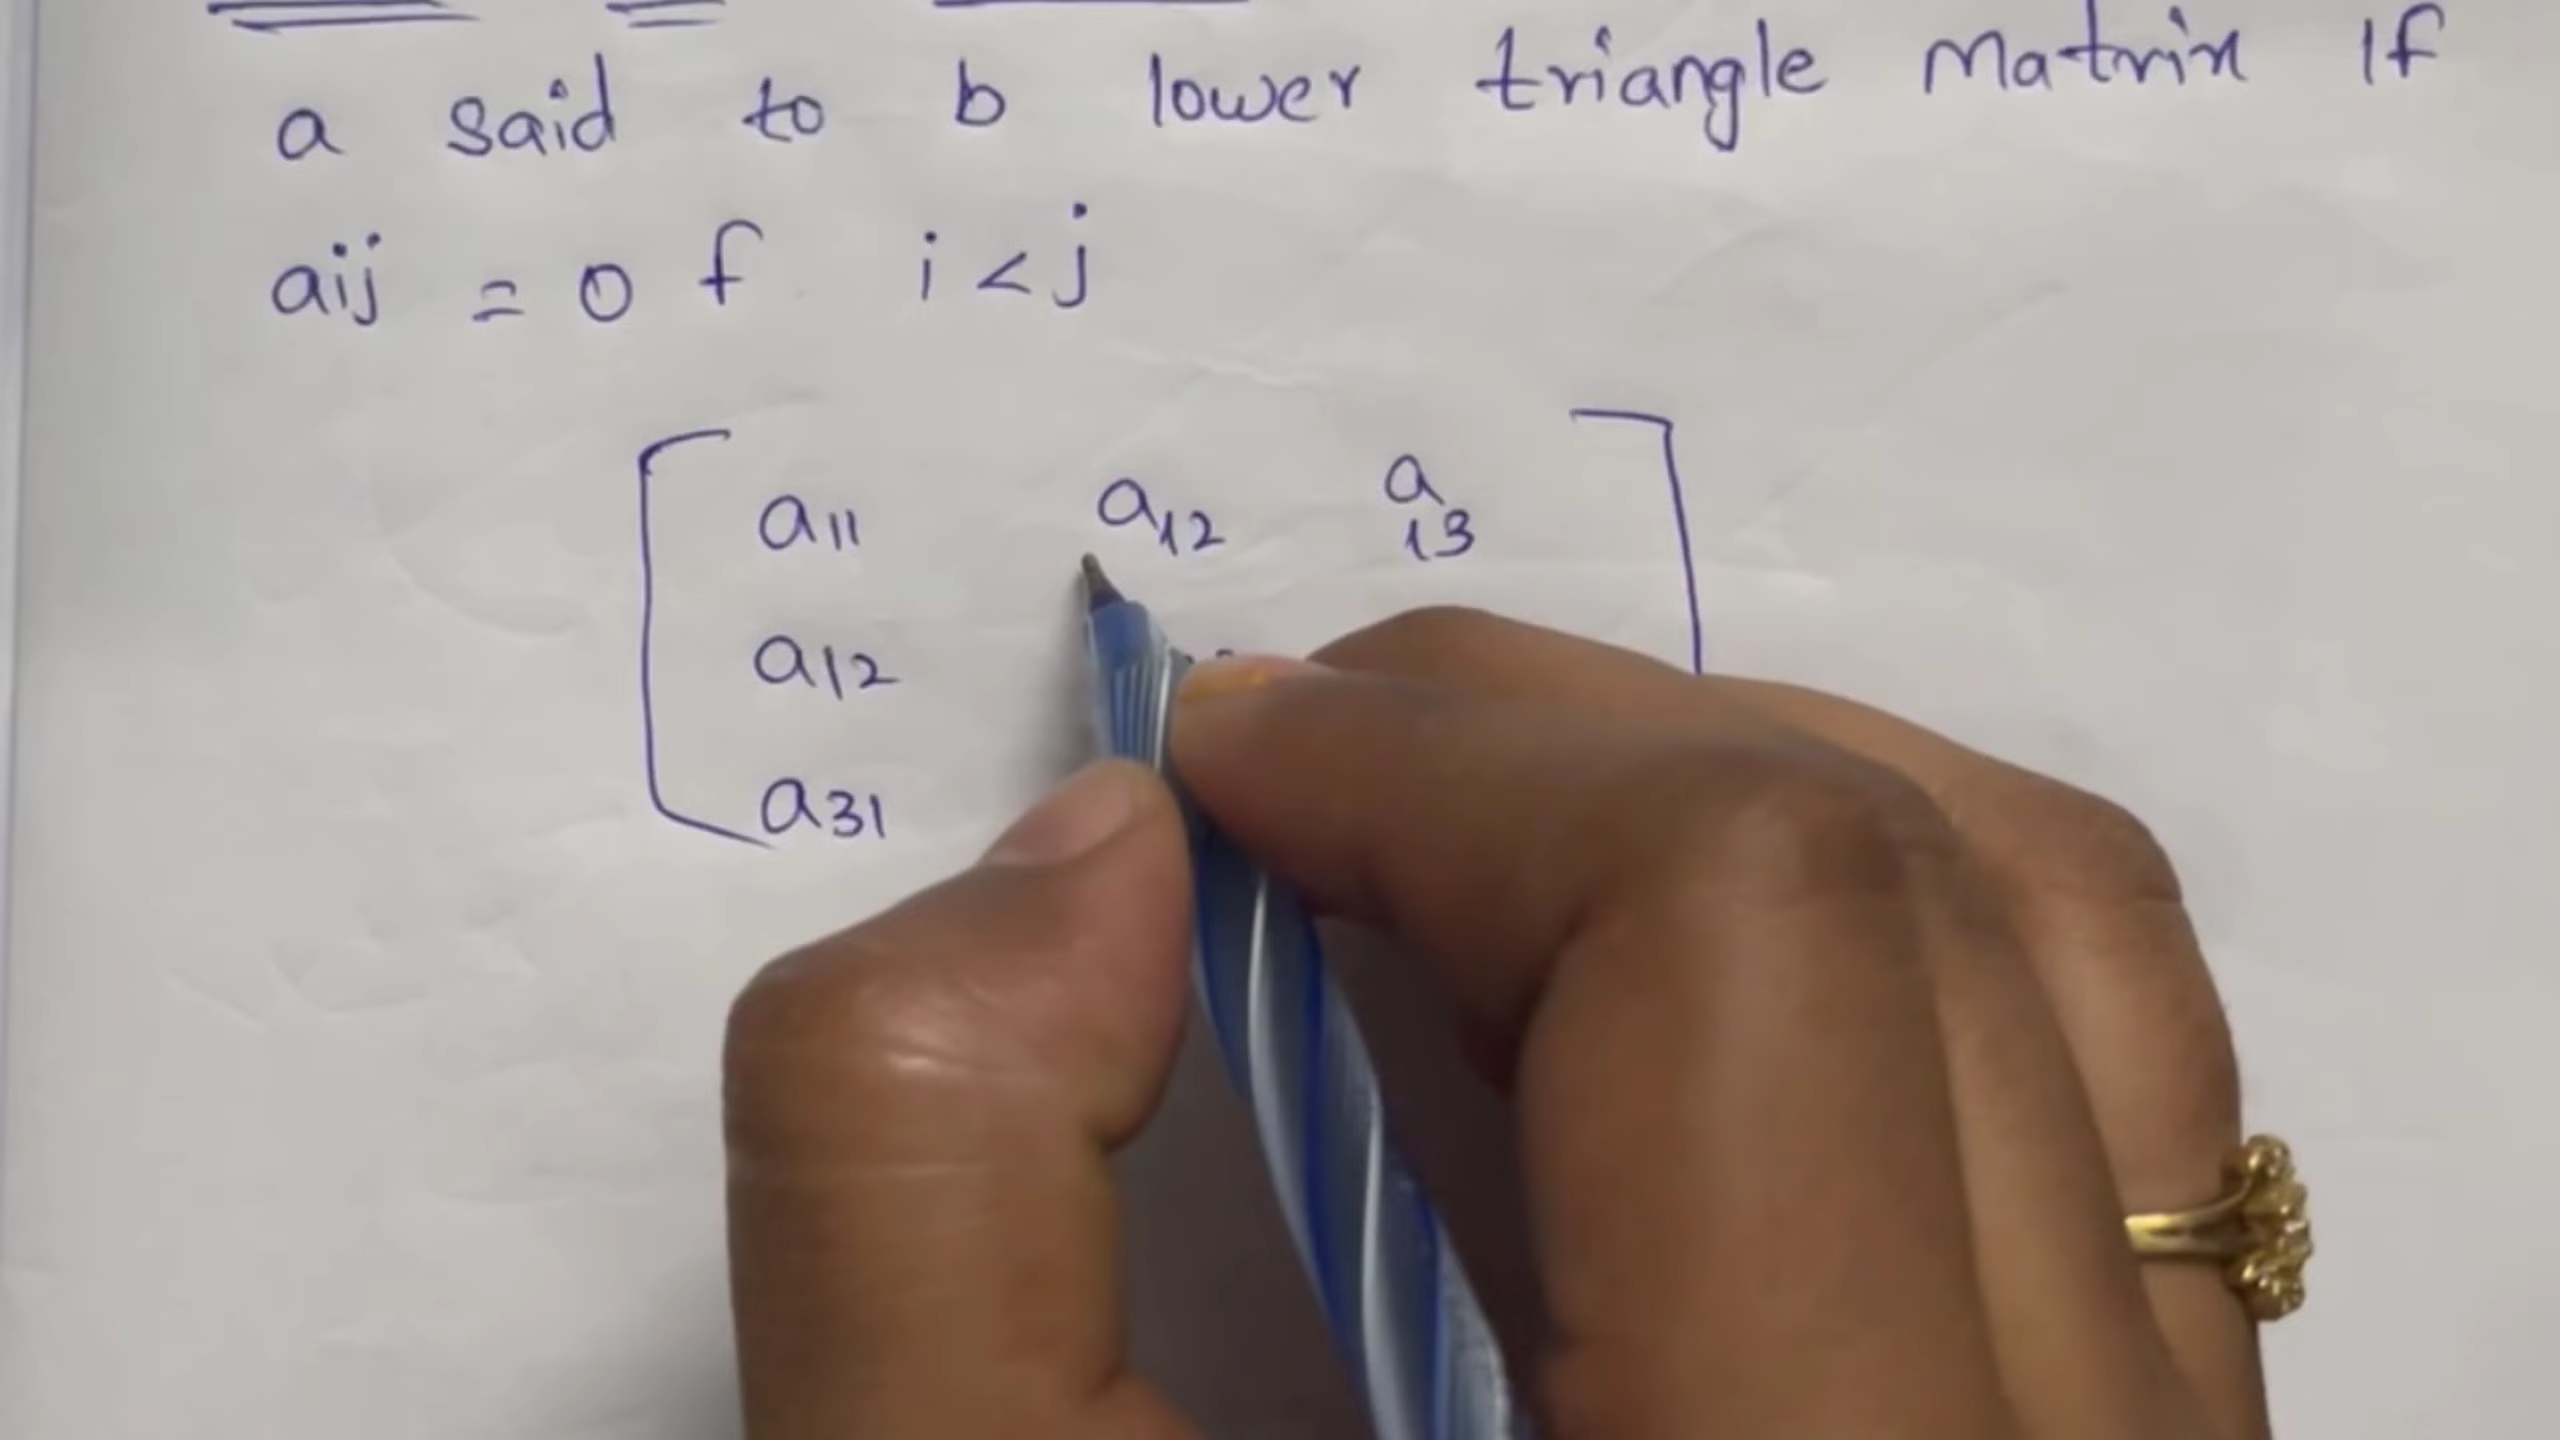 a said to b lower triangle matrix If
aij = 0 f i < j
a11 a12 a13
a12
a31